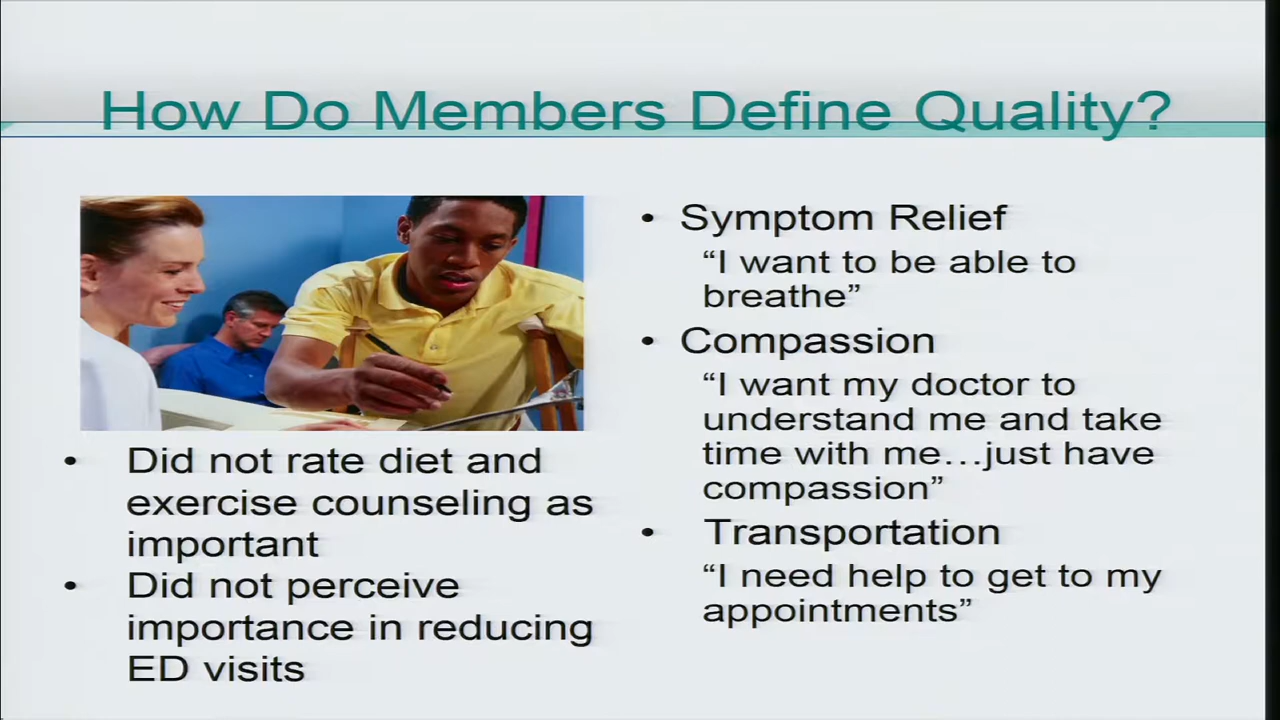 How Do Members Define Quality?
• Did not rate diet and
exercise counseling as
important
• Did not perceive
importance in reducing
ED visits
• Symptom Relief
“I want to be able to
breathe”
• Compassion
“I want my doctor to
understand me and take
time with me…just have
compassion”
• Transportation
“I need help to get to my
appointments”